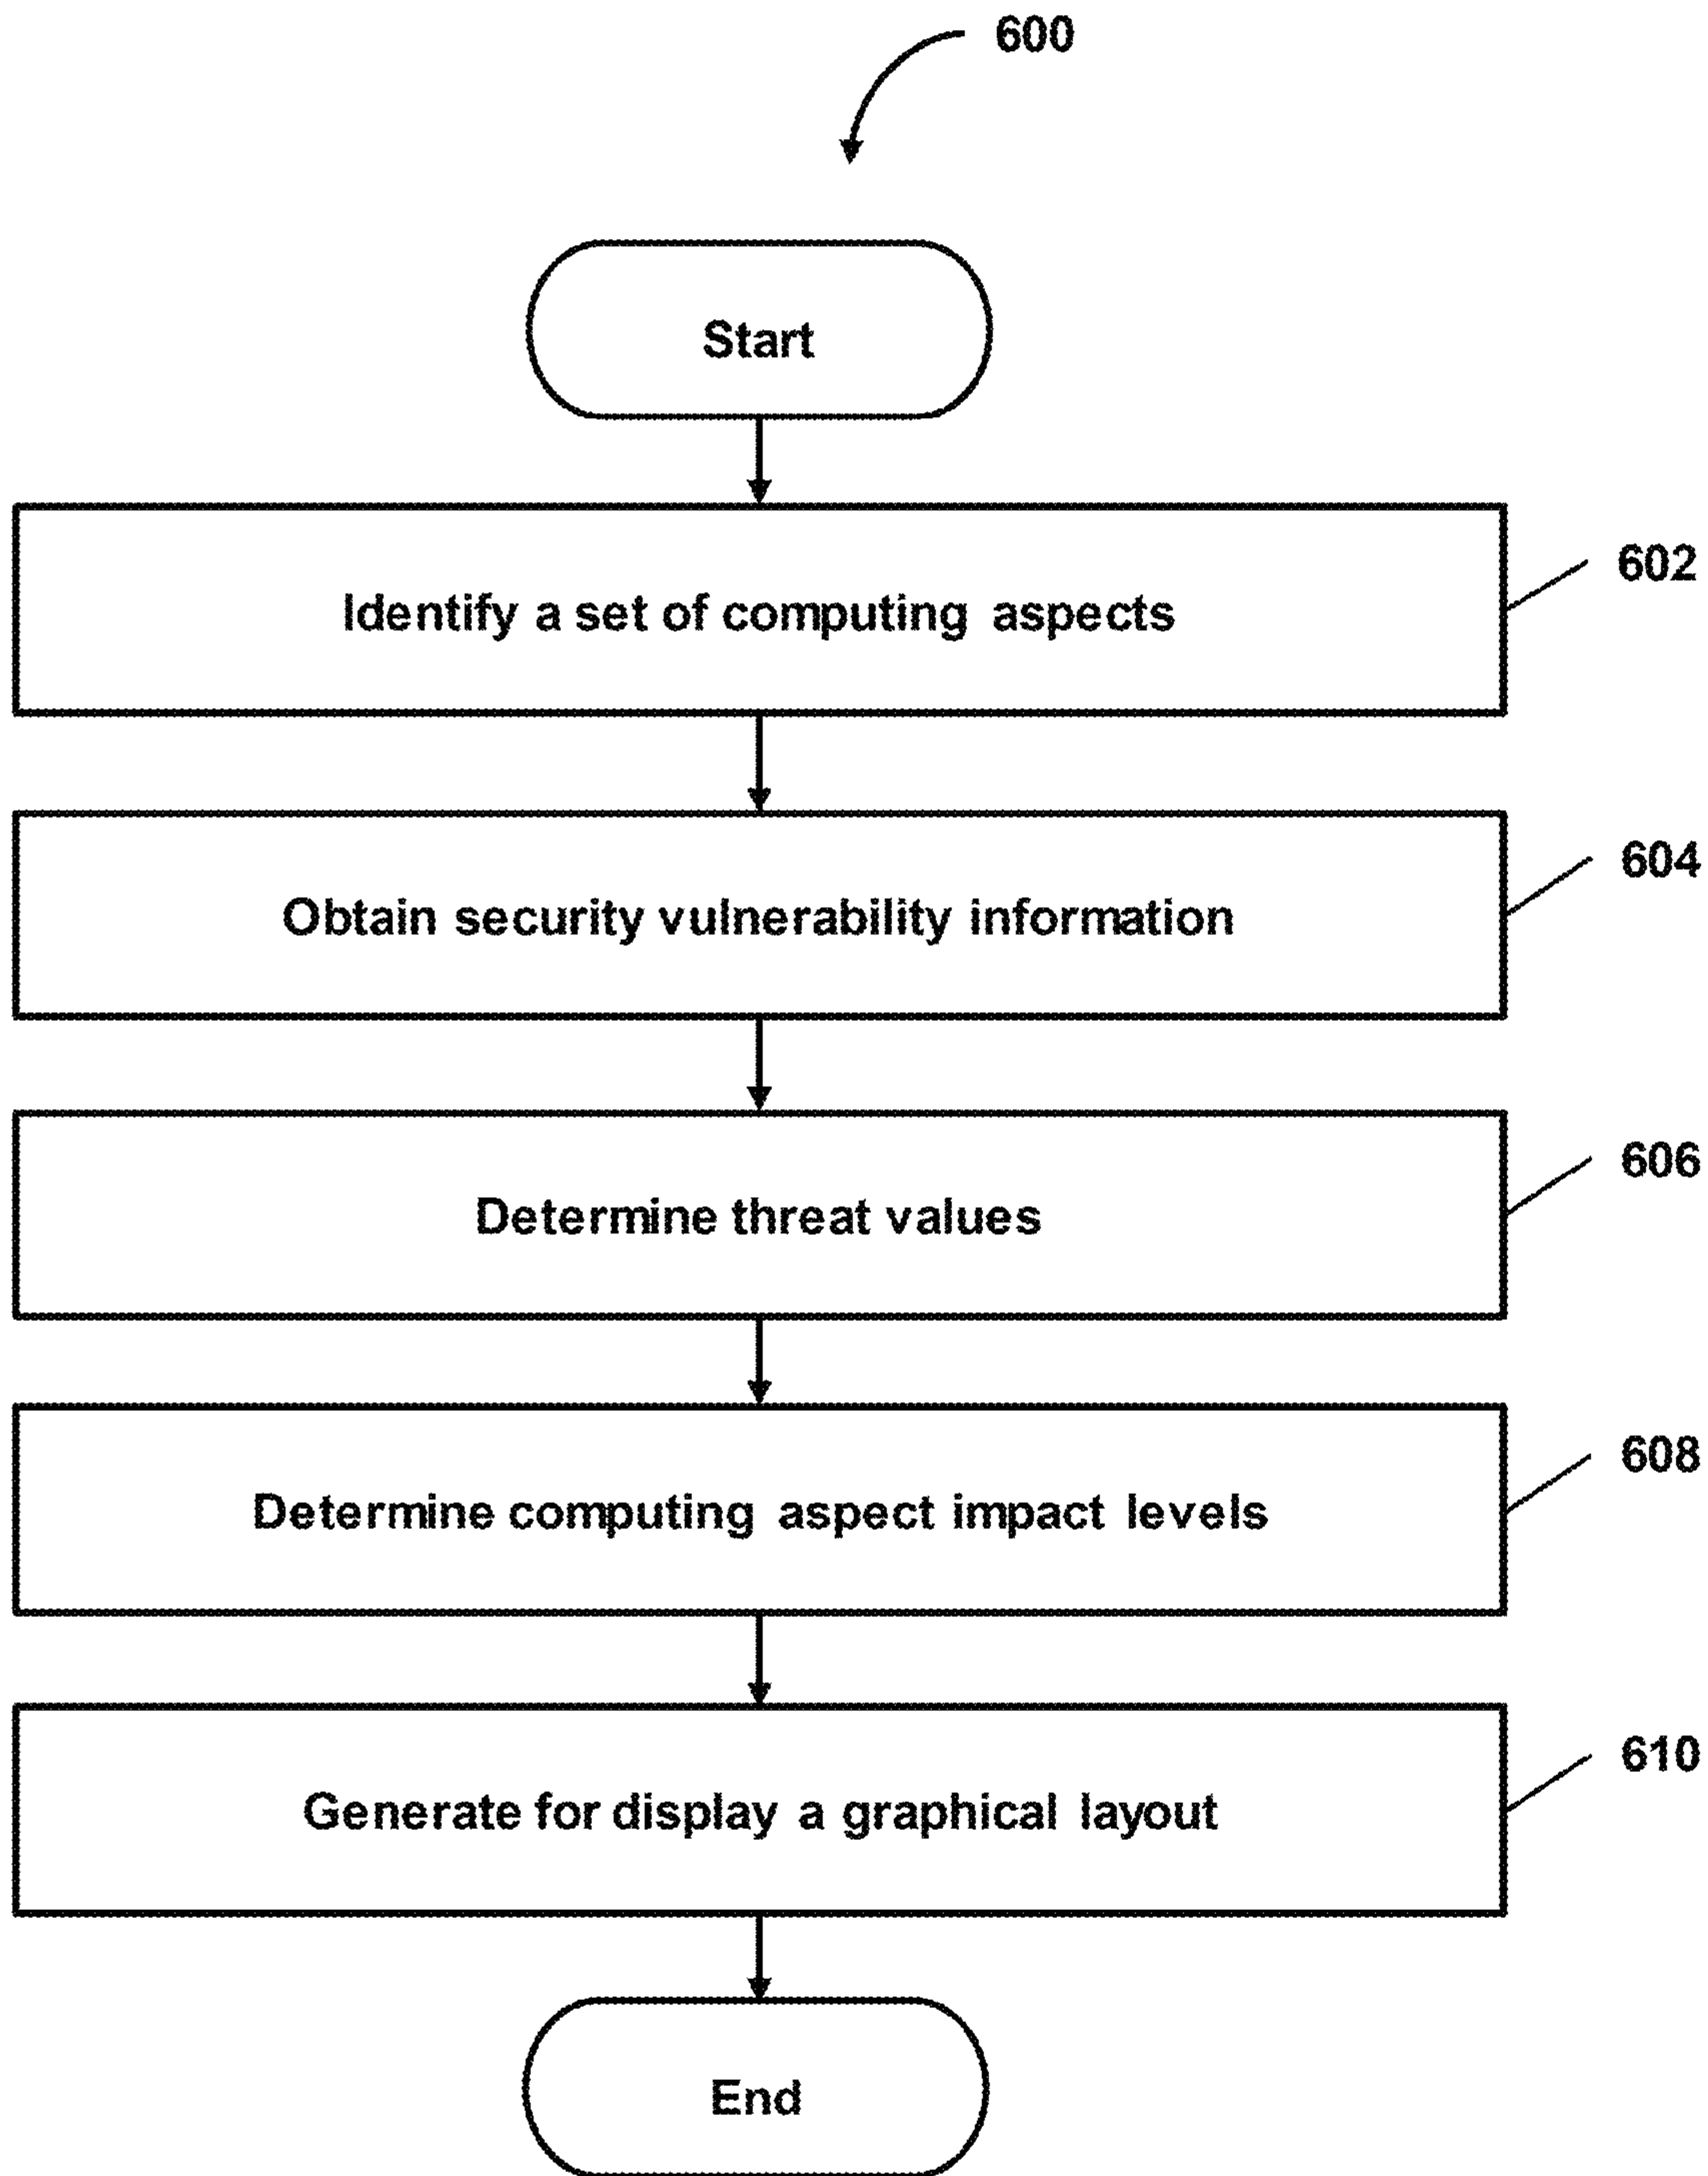 600
Start
Identify a set of computing aspects
602
Obtain security vulnerability information
604
Determine threat values
606
Determine computing aspect impact levels
608
Generate for display a graphical layout
610
End